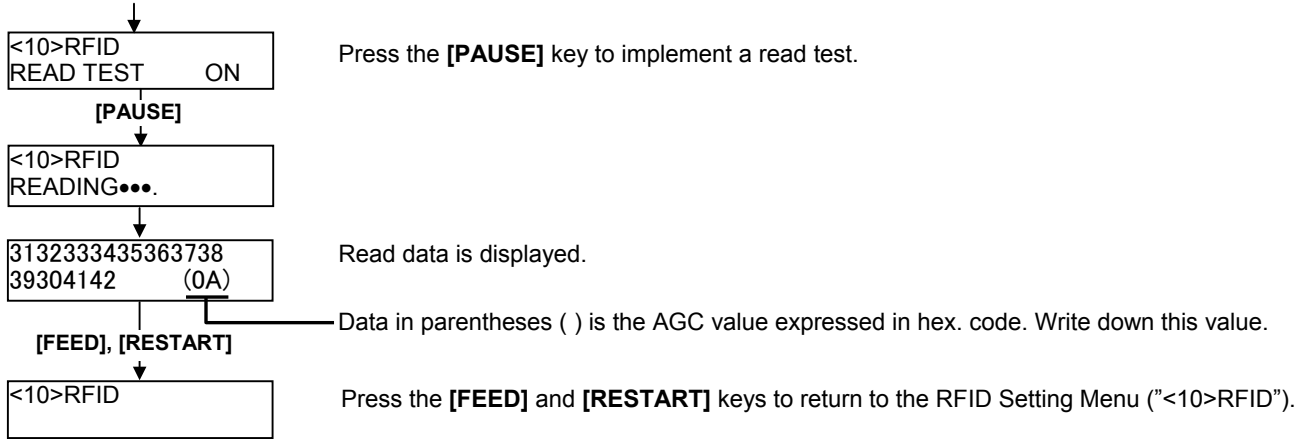 <10>RFID
READ TEST ON
Press the [PAUSE] key to implement a read test.
[PAUSE]
<10>RFID
READING•••.
3132333435363738
39304142 (0A)
Read data is displayed.
Data in parentheses ( ) is the AGC value expressed in hex. code. Write down this value.
[FEED], [RESTART]
<10>RFID
Press the [FEED] and [RESTART] keys to return to the RFID Setting Menu (”<10>RFID”).